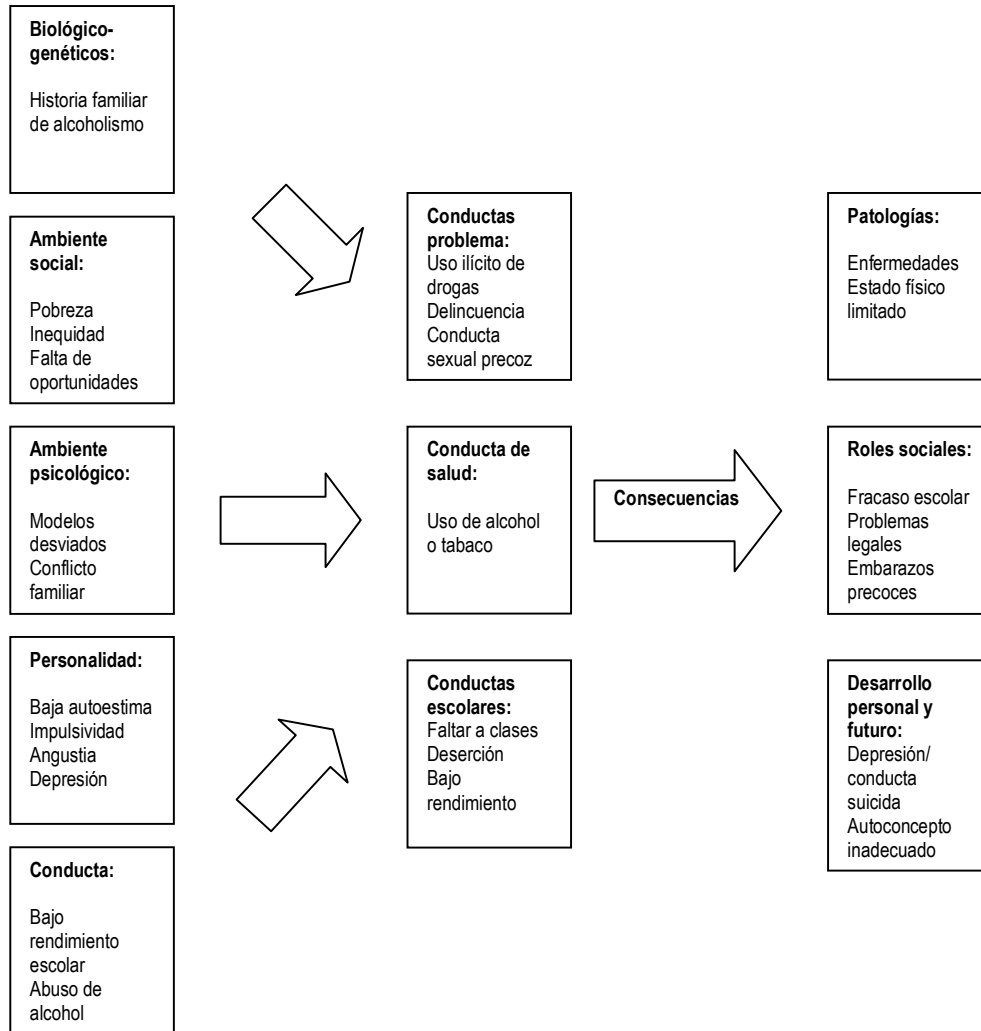 Biológico-
genéticos:
Historia familiar
de alcoholismo
Ambiente
social:
Pobreza
Inequidad
Falta de
oportunidades
Ambiente
psicológico:
Modelos
desviados
Conflicto
familiar
Personalidad:
Baja autoestima
Impulsividad
Angustia
Depresión
Conducta:
Bajo
rendimiento
escolar
Abuso de
alcohol
Conductas
problema:
Uso ilícito de
drogas
Delincuencia
Conducta
sexual precoz
Conducta de
salud:
Uso de alcohol
o tabaco
Conductas
escolares:
Faltar a clases
Deserción
Bajo
rendimiento
Consecuencias
Patologías:
Enfermedades
Estado físico
limitado
Roles sociales:
Fracaso escolar
Problemas
legales
Embarazos
precoces
Desarrollo
personal y
futuro:
Depresión/
conducta
suicida
Autoconcepto
inadecuado